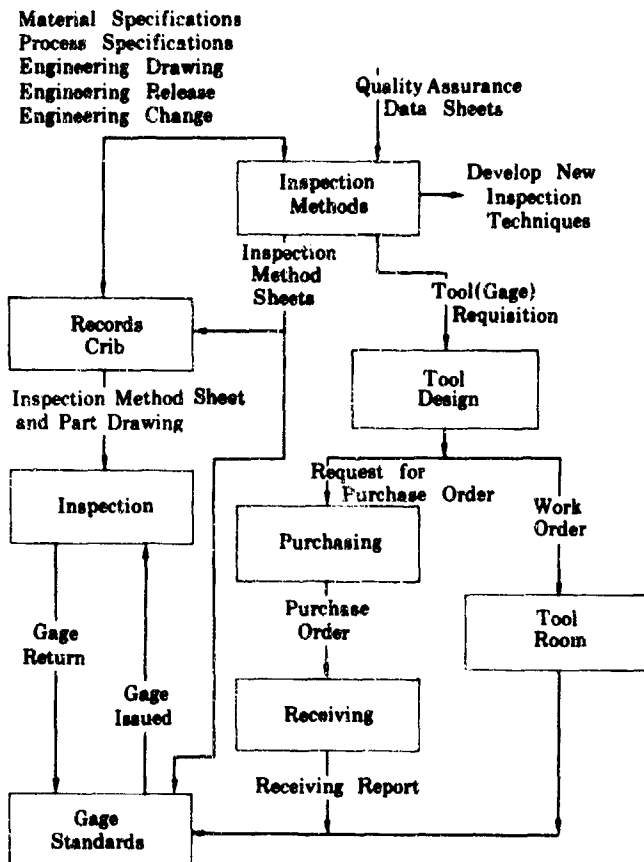 Material Specifications
Process Specifications
Engineering Drawing
Engineering Release
Engineering Change
Quality Assurance
Data Sheets
Inspection
Methods
Develop New
Inspection
Techniques
Inspection
Method
Sheets
Tool(Gage)
Requisition
Records
Crib
Tool
Design
Inspection Method Sheet
and Part Drawing
Request for
Purchase Order
Work
Order
Inspection
Purchasing
Purchase
Order
Tool
Room
Gage
Return
Gage
Issued
Receiving
Receiving Report
Gage
Standards